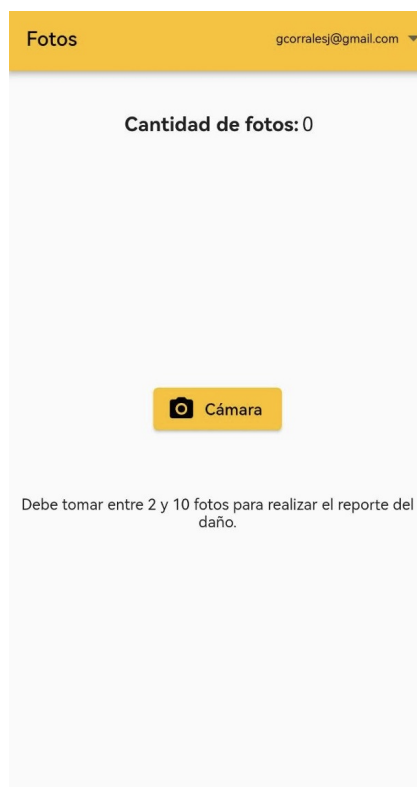 Fotos
gcorralesj@gmail.com
Cantidad de fotos: 0
Cámara
Debe tomar entre 2 y 10 fotos para realizar el reporte del
daño.